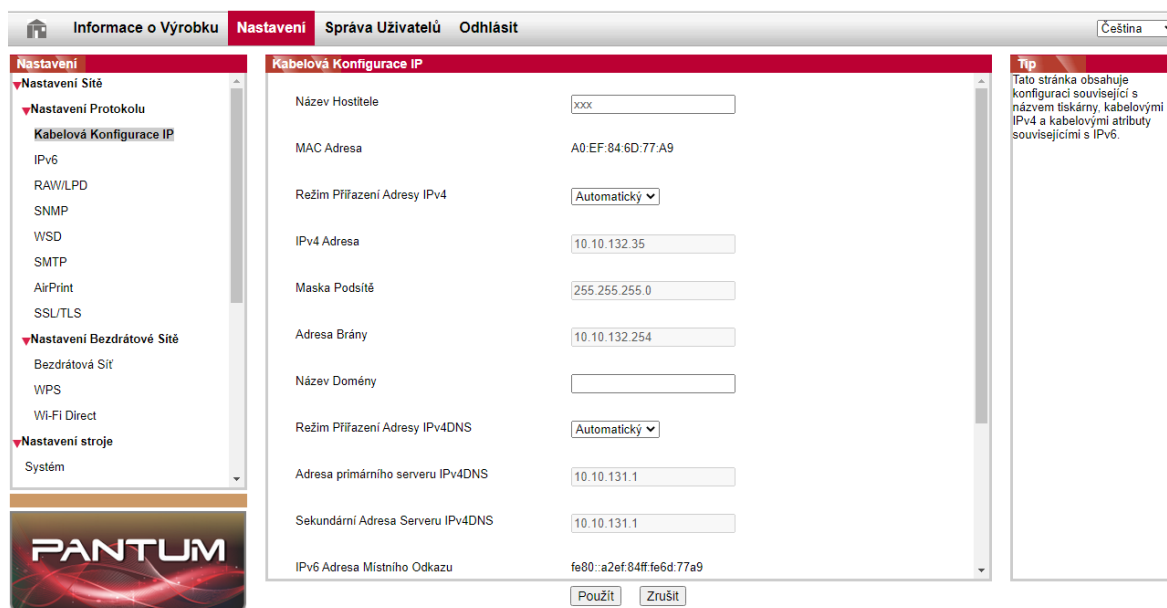 Informace o Výrobku Nastavení Správa Uživatelů Odhlásit Čeština
Nastavení
Nastavení Sítě
Nastavení Protokolu
Kabelová Konfigurace IP
IPv6
RAW/LPD
SNMP
WSD
SMTP
AirPrint
SSL/TLS
Nastavení Bezdrátové Sítě
Bezdrátová Síť
WPS
Wi-Fi Direct
Nastavení stroje
Systém
PANTUM
Kabelová Konfigurace IP
Název Hostitele xxx
MAC Adresa A0:EF:84:6D:77:A9
Režim Přířazení Adresy IPv4 Automatický
IPv4 Adresa 10.10.132.35
Maska Podsítě 255.255.255.0
Adresa Brány 10.10.132.254
Název Domény
Režim Přířazení Adresy IPv4DNS Automatický
Adresa primárního serveru IPv4DNS 10.10.131.1
Sekundární Adresa Serveru IPv4DNS 10.10.131.1
IPv6 Adresa Místního Odkazu fe80::a2ef:84ff:fe6d:77a9
Použít Zrušit
Tip
Tato stránka obsahuje
konfiguraci související s
názvem tiskárny, kabelovými
IPv4 a kabelovými atributy
souvisejícími s IPv6.